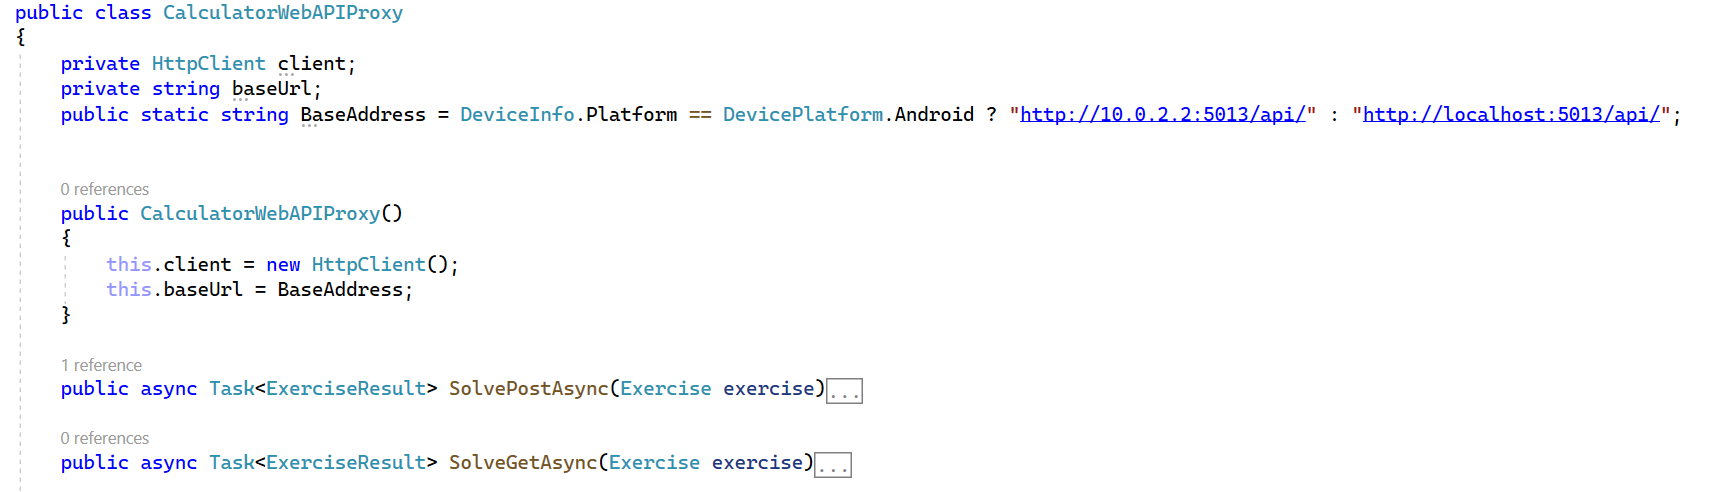 public class CalculatorWebAPIProxy
{
private HttpClient client;
private string baseUrl;
public static string BaseAddress = DeviceInfo.Platform == DevicePlatform.Android ? "http://10.0.2.2:5013/api/" : "http://localhost:5013/api/";
0 references
public CalculatorWebAPIProxy()
{
this.client = new HttpClient();
this.baseUrl = BaseAddress;
}
1 reference
public async Task<ExerciseResult> SolvePostAsync(Exercise exercise)...
0 references
public async Task<ExerciseResult> SolveGetAsync(Exercise exercise)...